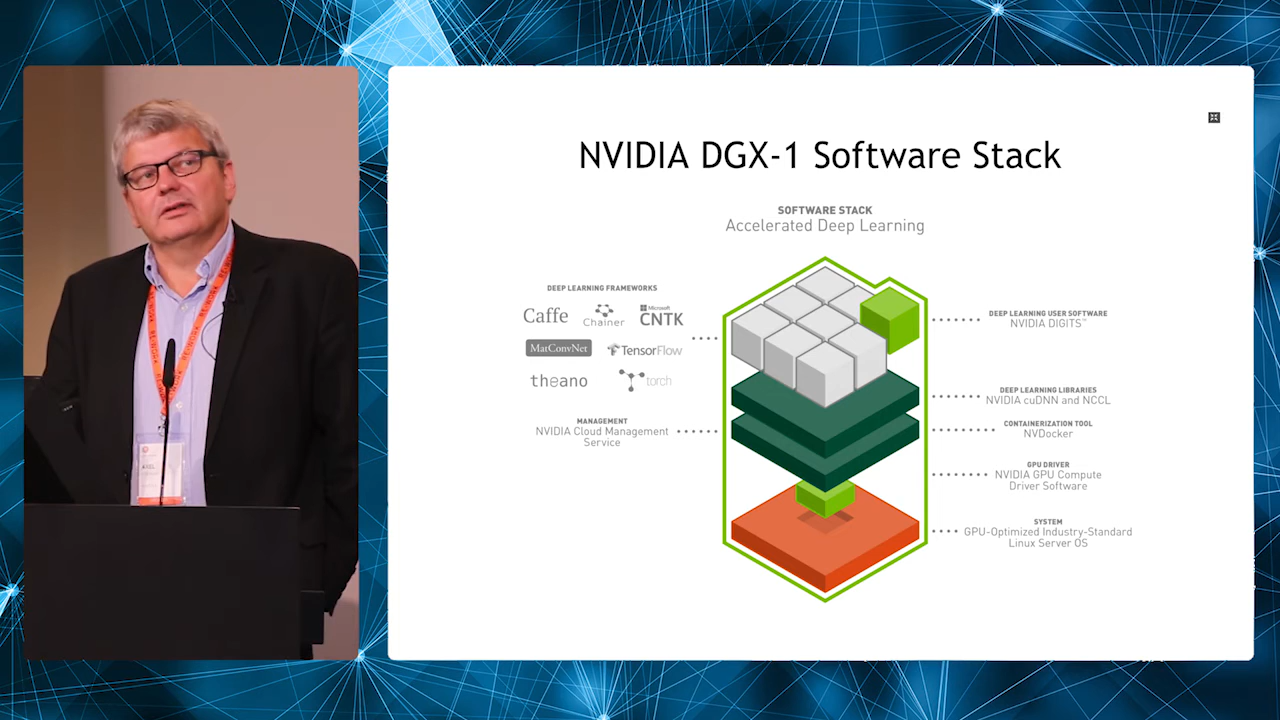 NVIDIA DGX-1 Software Stack
SOFTWARE STACK
Accelerated Deep Learning
DEEP LEARNING FRAMEWORKS
Caffe
Chainer
Microsoft
CNTK
MatConvNet
TensorFlow
theano
torch
MANAGEMENT
NVIDIA Cloud Management
Service
DEEP LEARNING USER SOFTWARE
NVIDIA DIGITS™
DEEP LEARNING LIBRARIES
NVIDIA cuDNN and NCCL
CONTAINERIZATION TOOL
NVDocker
GPU DRIVER
NVIDIA GPU Compute
Driver Software
SYSTEM
GPU-Optimized Industry-Standard
Linux Server OS